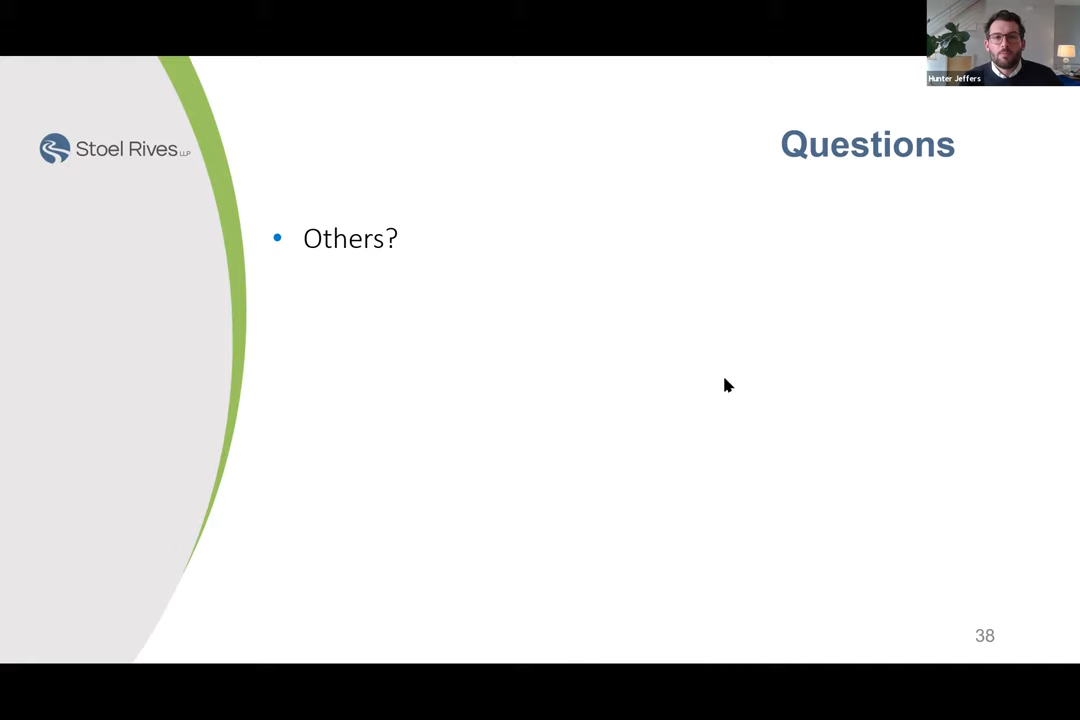 Hunter Jeffers
Stoel Rives LLP
Questions
• Others?
38